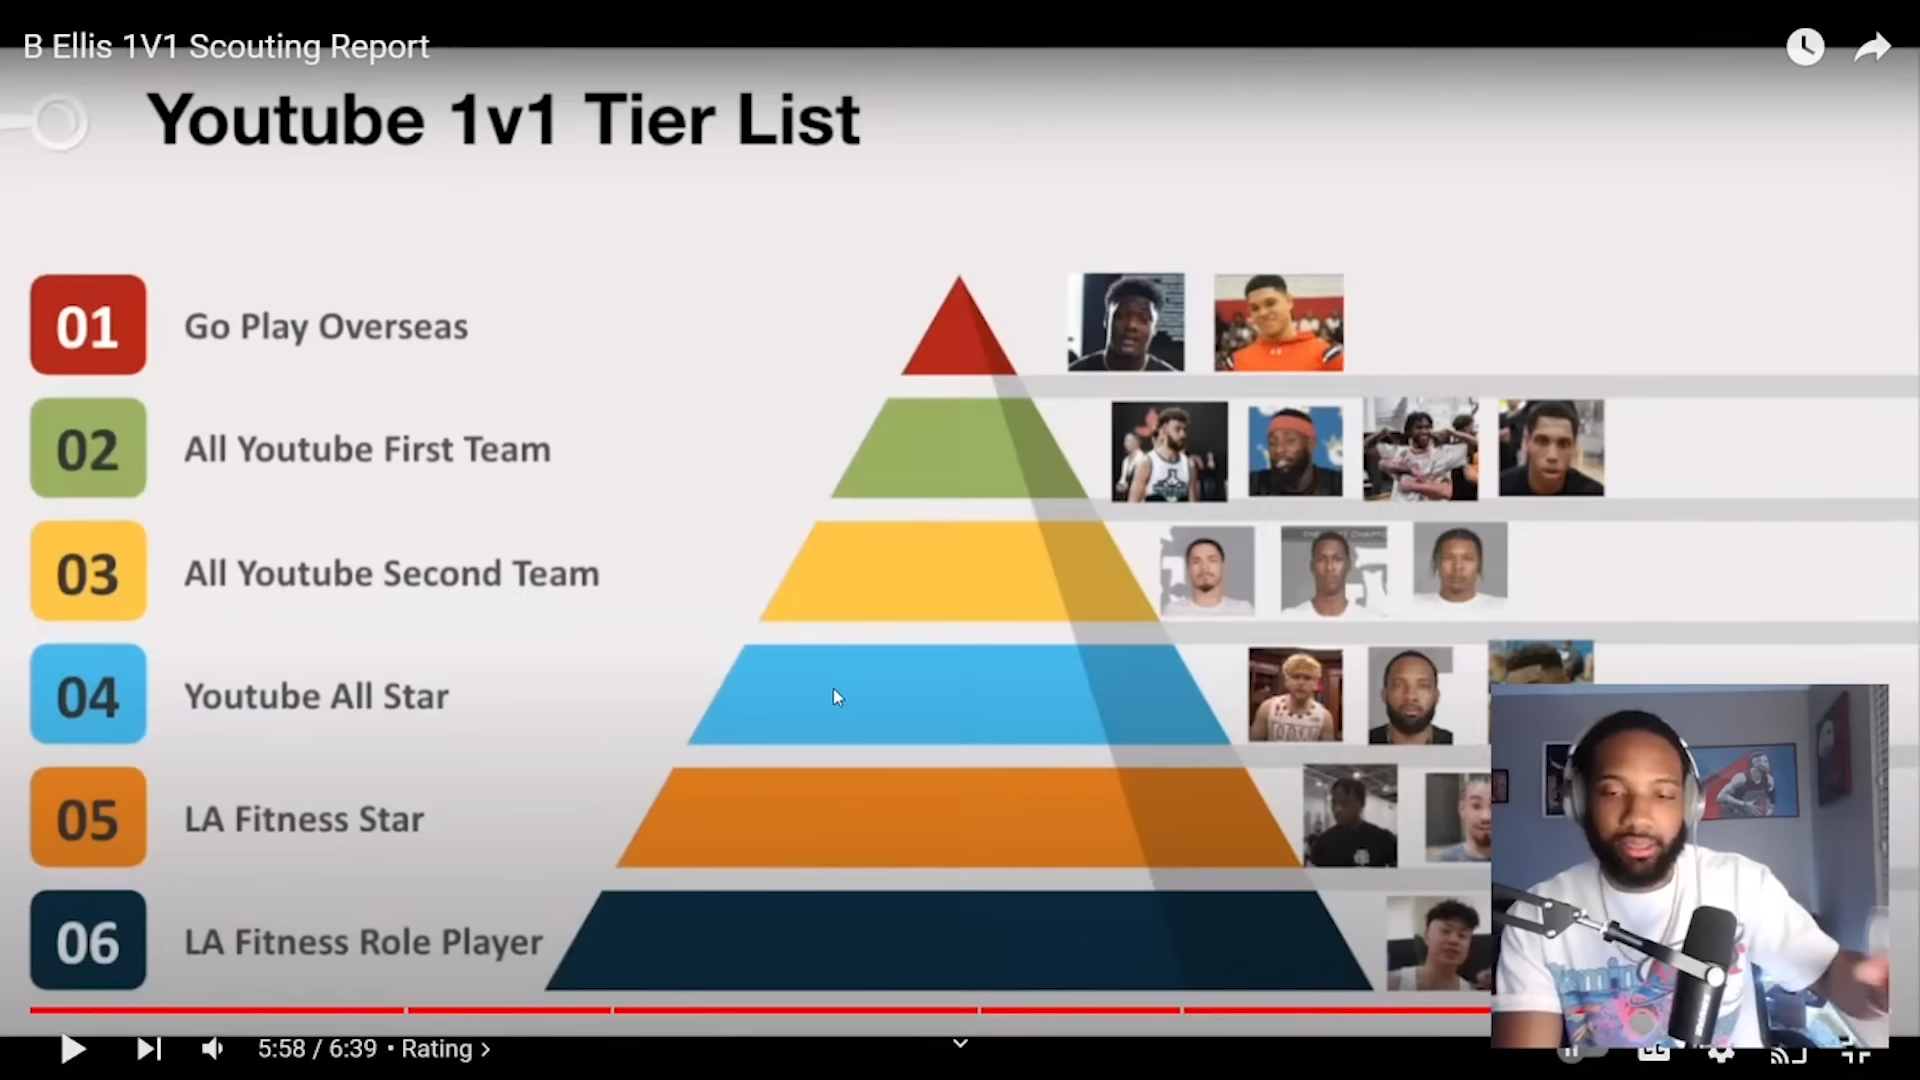 B Ellis 1V1 Scouting Report
Youtube 1v1 Tier List
01 Go Play Overseas
02 All Youtube First Team
03 All Youtube Second Team
04 Youtube All Star
05 LA Fitness Star
06 LA Fitness Role Player
5:58 / 6:39 • Rating >